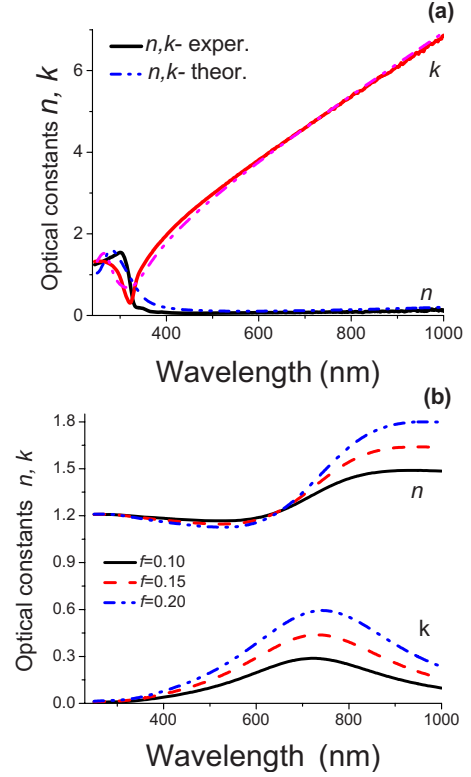 (a)
n,k- exper.
n,k- theor.
k
n
Optical constants n, k
6
4
2
0
400 600 800 1000
Wavelength (nm)
(b)
1.8
1.5
1.2
0.9
0.6
0.3
0.0
n
f=0.10
f=0.15
f=0.20
k
Optical constants n, k
400 600 800 1000
Wavelength (nm)